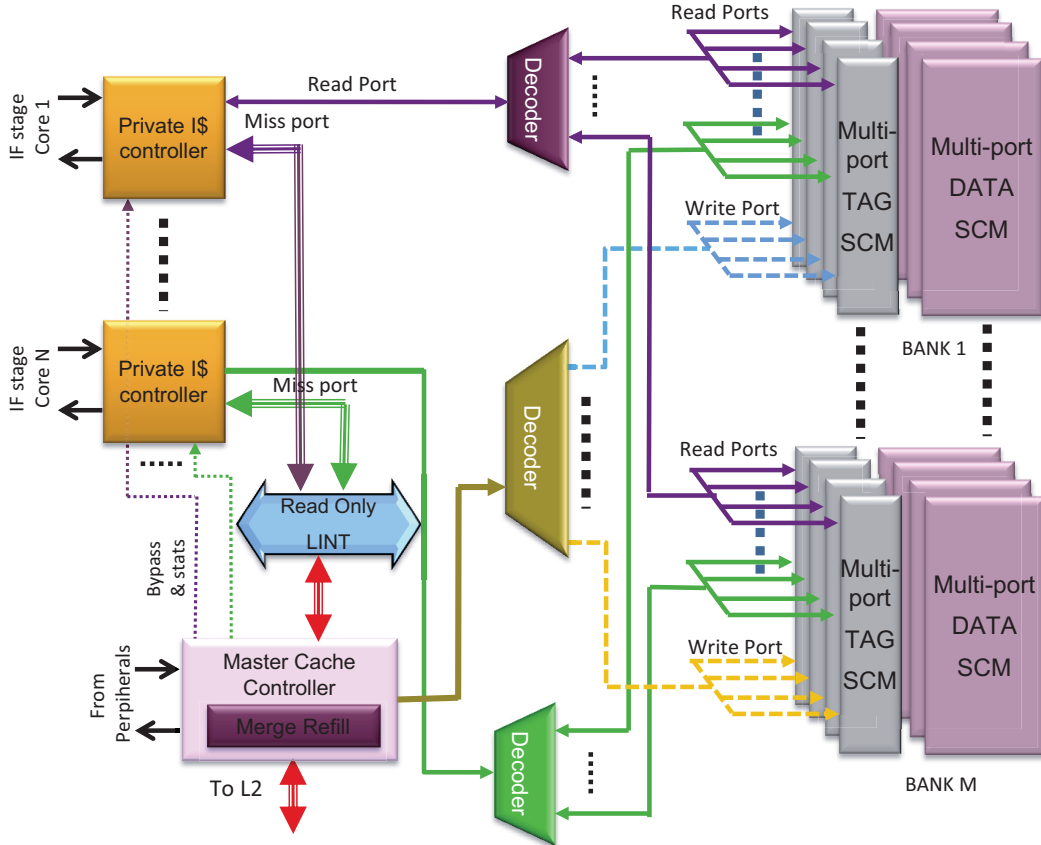 Read Ports
Decoder
IF stage
Core 1
Private I$
controller
Read Port
Miss port
Multi-
port
TAG
SCM
Multi-port
DATA
SCM
Write Port
BANK 1
IF stage
Core N
Private I$
controller
Miss port
Decoder
Read Ports
Read Only
LINT
Bypass
& stats
Multi-
port
TAG
SCM
Multi-port
DATA
SCM
Write Port
From
Perpiherals
Master Cache
Controller
Merge Refill
Decoder
To L2
BANK M